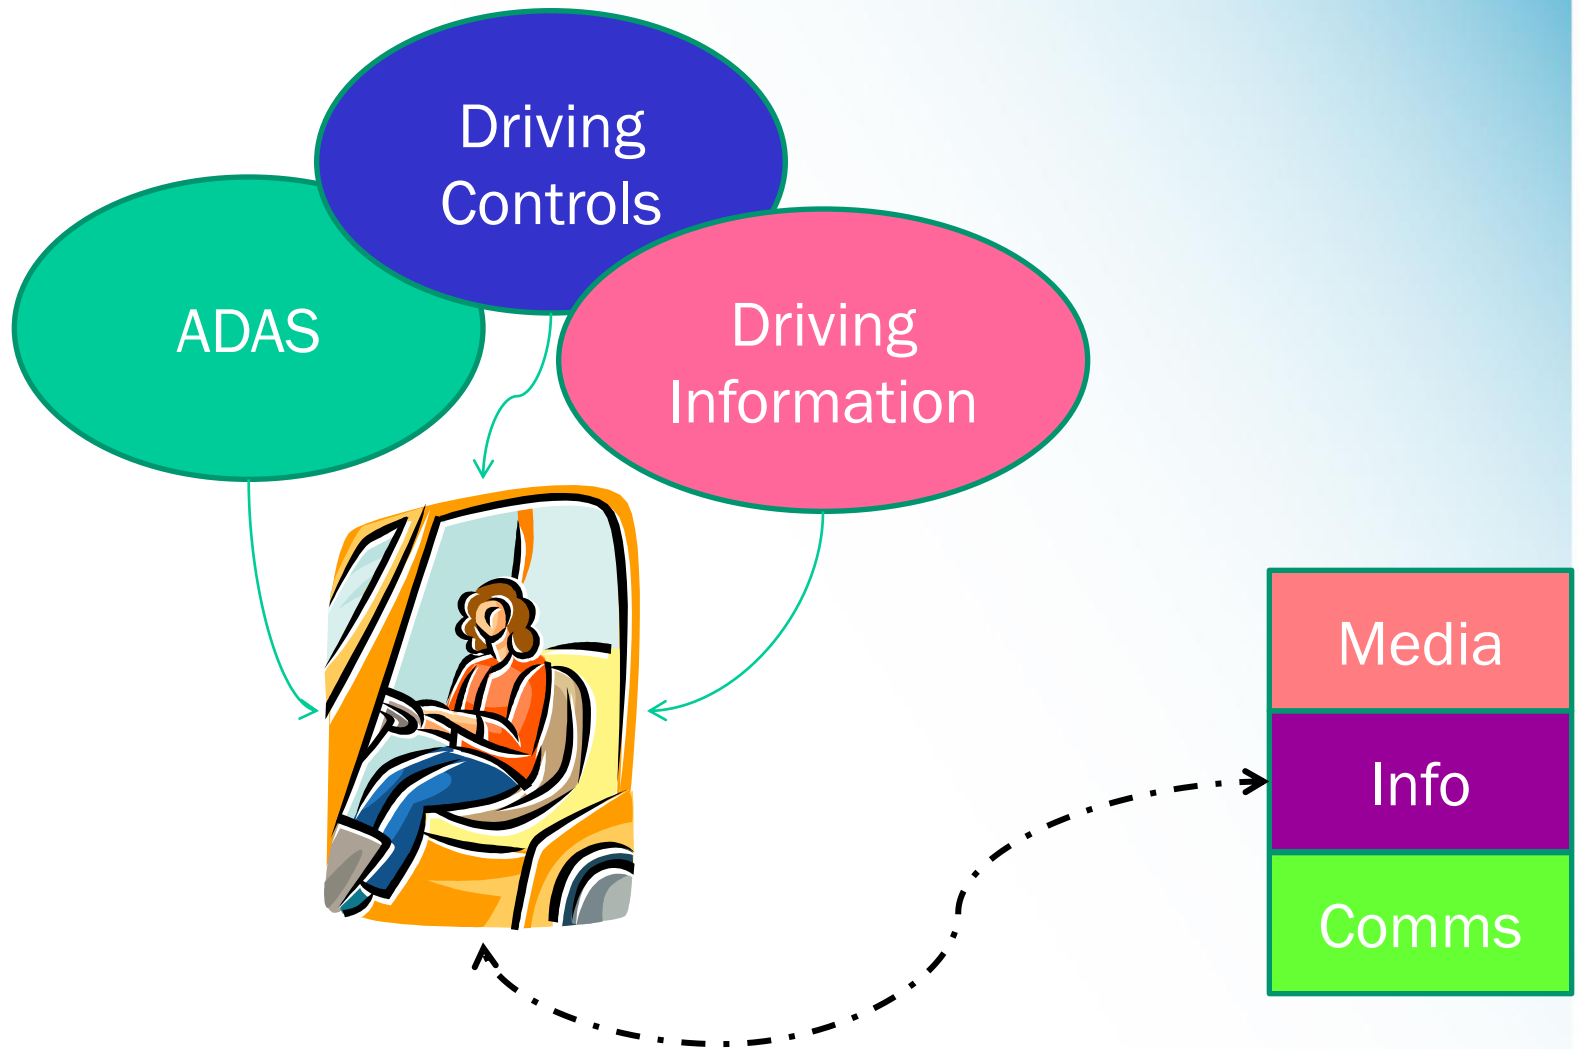 Driving
Controls
ADAS
Driving
Information
Media
Info
Comms